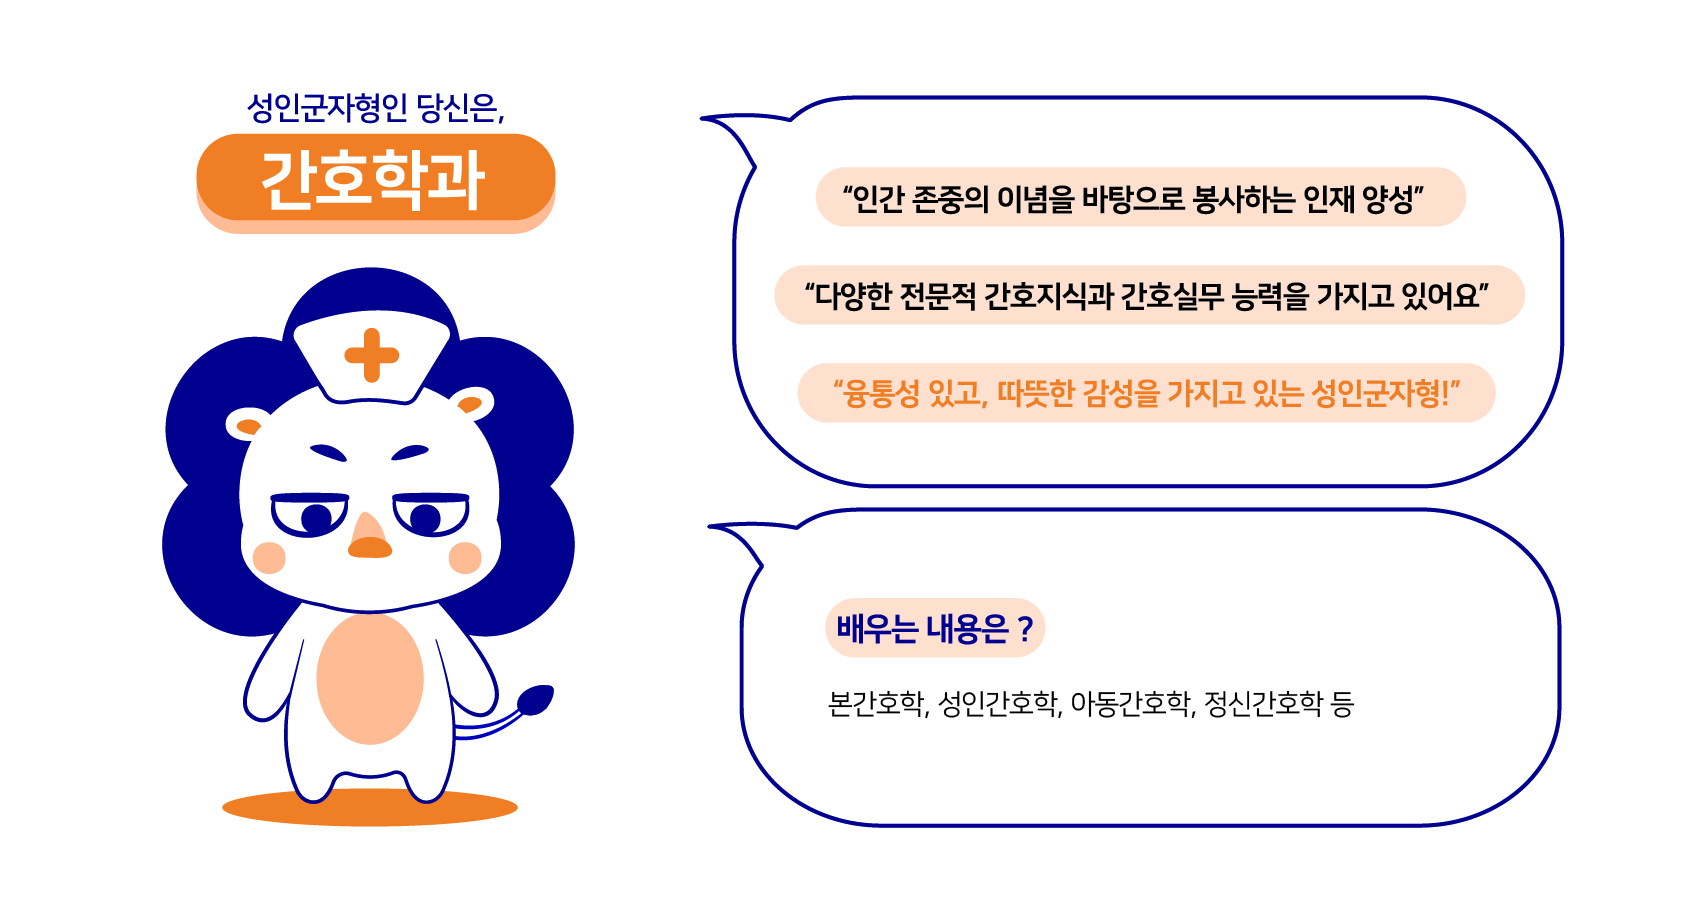 성인군자형인 당신은,
간호학과
“인간 존중의 이념을 바탕으로 봉사하는 인재 양성”
“다양한 전문적 간호지식과 간호실무 능력을 가지고 있어요”
“융통성 있고, 따뜻한 감성을 가지고 있는 성인군자형!”
배우는 내용은 ?
본간호학, 성인간호학, 아동간호학, 정신간호학 등